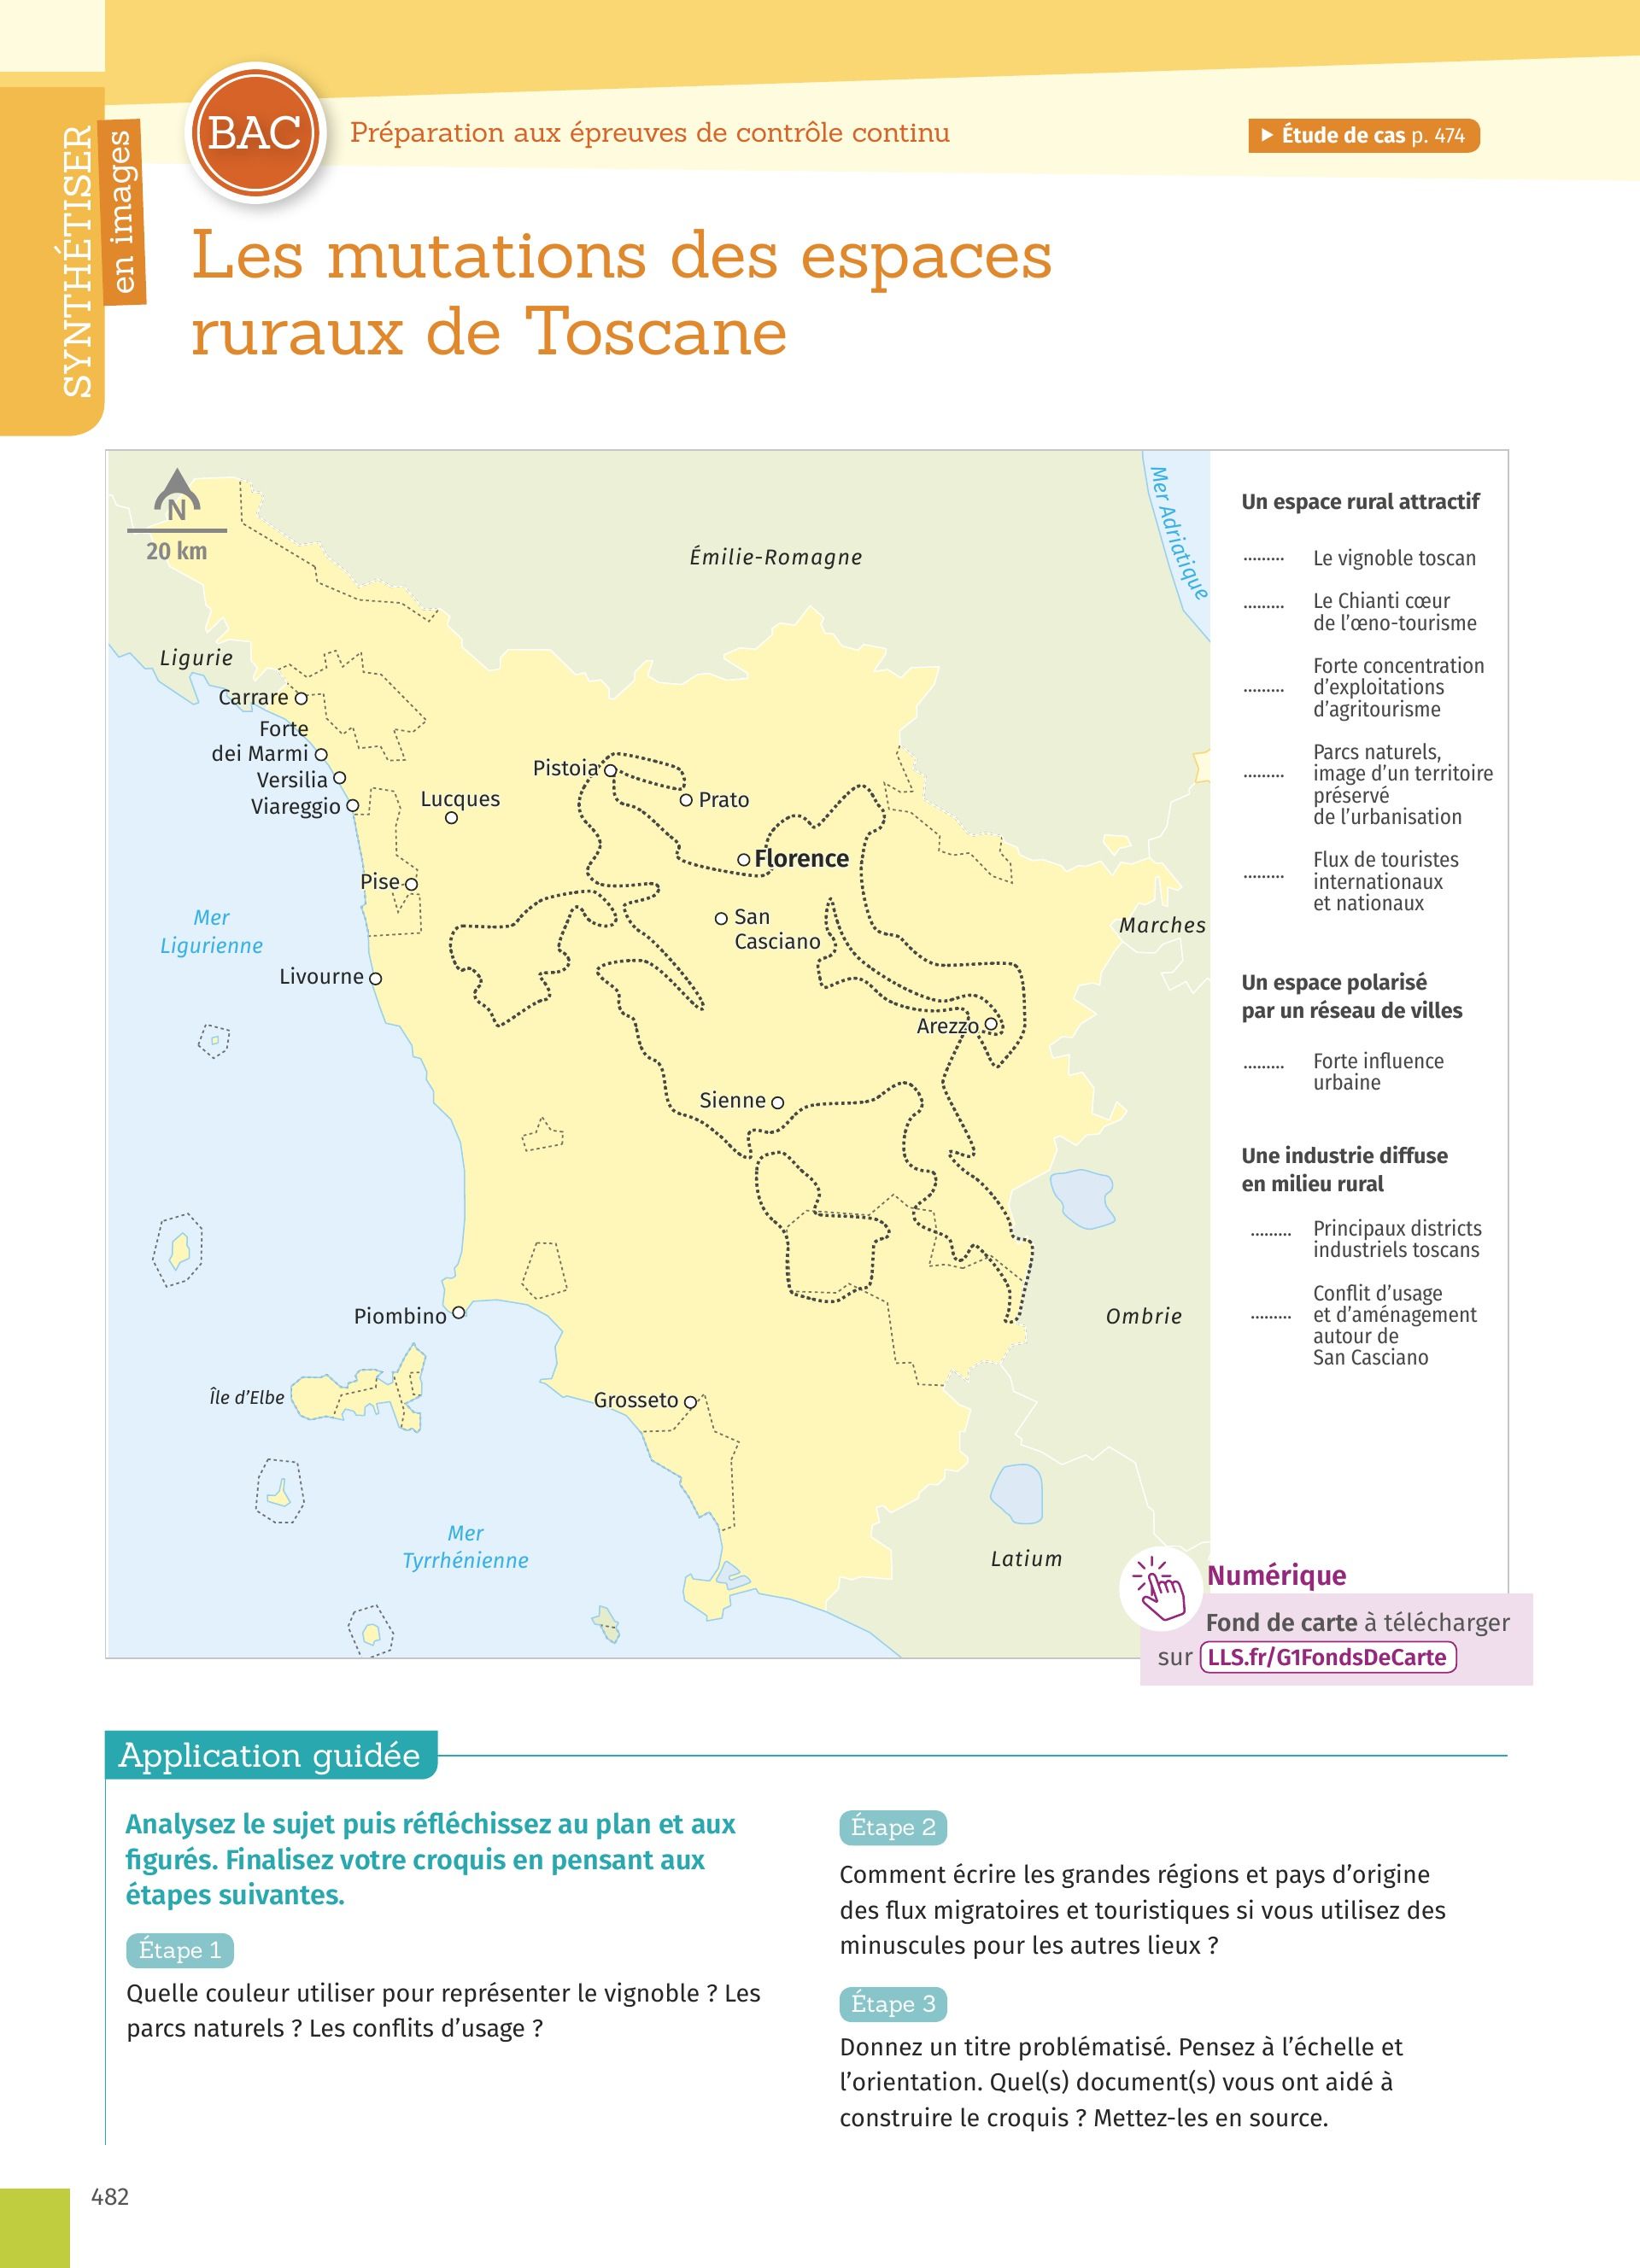 SYNTHÉTISER
en images
BAC
Préparation aux épreuves de contrôle continu
▶ Étude de cas p. 474
Les mutations des espaces
ruraux de Toscane
N
20 km
Émilie-Romagne
Mer Adriatique
Ligurie
Carrare
Forte
dei Marmi
Versilia
Viareggio
Lucques
Pistoia
Prato
Florence
Pise
San
Casciano
Mer
Ligurienne
Marches
Livourne
Arezzo
Sienne
Piombino
Ombrie
Île d'Elbe
Grosseto
Mer
Tyrrhénienne
Latium
Un espace rural attractif
......... Le vignoble toscan
......... Le Chianti cœur
de l'œno-tourisme
Forte concentration
......... d'exploitations
d'agritourisme
Parcs naturels,
......... image d'un territoire
préservé
de l'urbanisation
Flux de touristes
......... internationaux
et nationaux
Un espace polarisé
par un réseau de villes
......... Forte influence
urbaine
Une industrie diffuse
en milieu rural
......... Principaux districts
industriels toscans
Conflit d'usage
......... et d'aménagement
autour de
San Casciano
Numérique
Fond de carte à télécharger
sur LLS.fr/G1FondsDeCarte
Application guidée
Analysez le sujet puis réfléchissez au plan et aux
figurés. Finalisez votre croquis en pensant aux
étapes suivantes.
Étape 1
Quelle couleur utiliser pour représenter le vignoble ? Les
parcs naturels ? Les conflits d'usage ?
Étape 2
Comment écrire les grandes régions et pays d'origine
des flux migratoires et touristiques si vous utilisez des
minuscules pour les autres lieux ?
Étape 3
Donnez un titre problématisé. Pensez à l'échelle et
l'orientation. Quel(s) document(s) vous ont aidé à
construire le croquis ? Mettez-les en source.
482